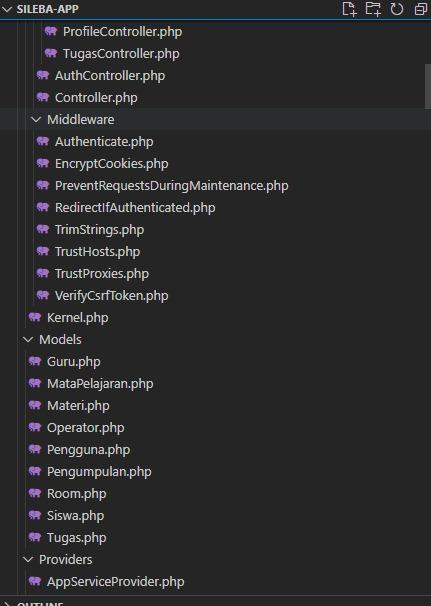 SILEBA-APP
ProfileController.php
TugasController.php
AuthController.php
Controller.php
Middleware
Authenticate.php
EncryptCookies.php
PreventRequestsDuringMaintenance.php
RedirectIfAuthenticated.php
TrimStrings.php
TrustHosts.php
TrustProxies.php
VerifyCsrfToken.php
Kernel.php
Models
Guru.php
MataPelajaran.php
Materi.php
Operator.php
Pengguna.php
Pengumpulan.php
Room.php
Siswa.php
Tugas.php
Providers
AppServiceProvider.php
OUTLINE